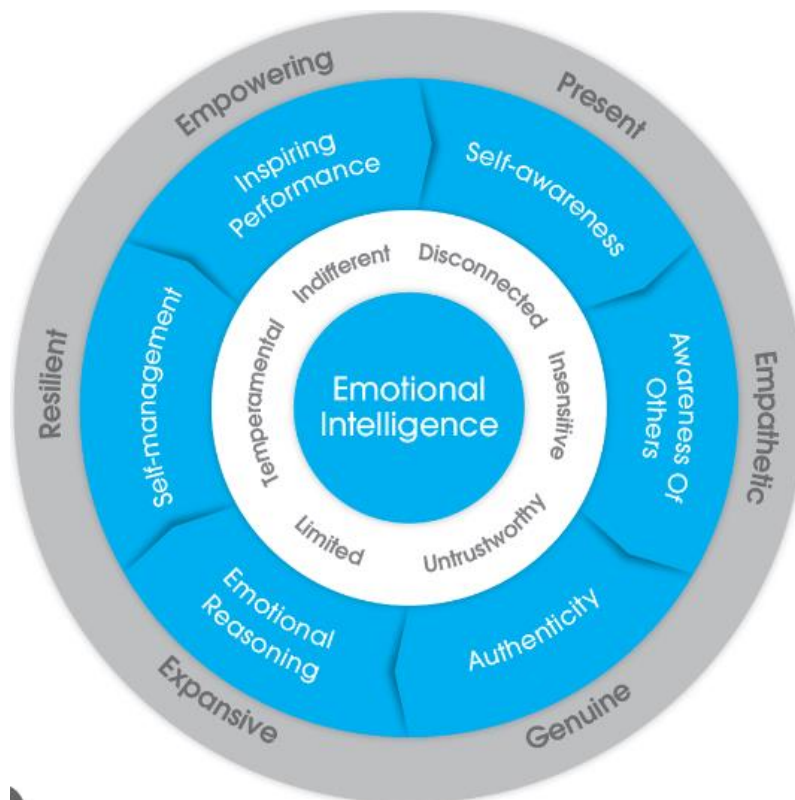 Empowering
Present
Empathetic
Genuine
Expansive
Resilient
Inspiring
Performance
Self-awareness
Awareness Of
Others
Authenticity
Emotional
Reasoning
Self-management
Indifferent
Disconnected
Insensitive
Untrustworthy
Limited
Temperamental
Emotional
Intelligence